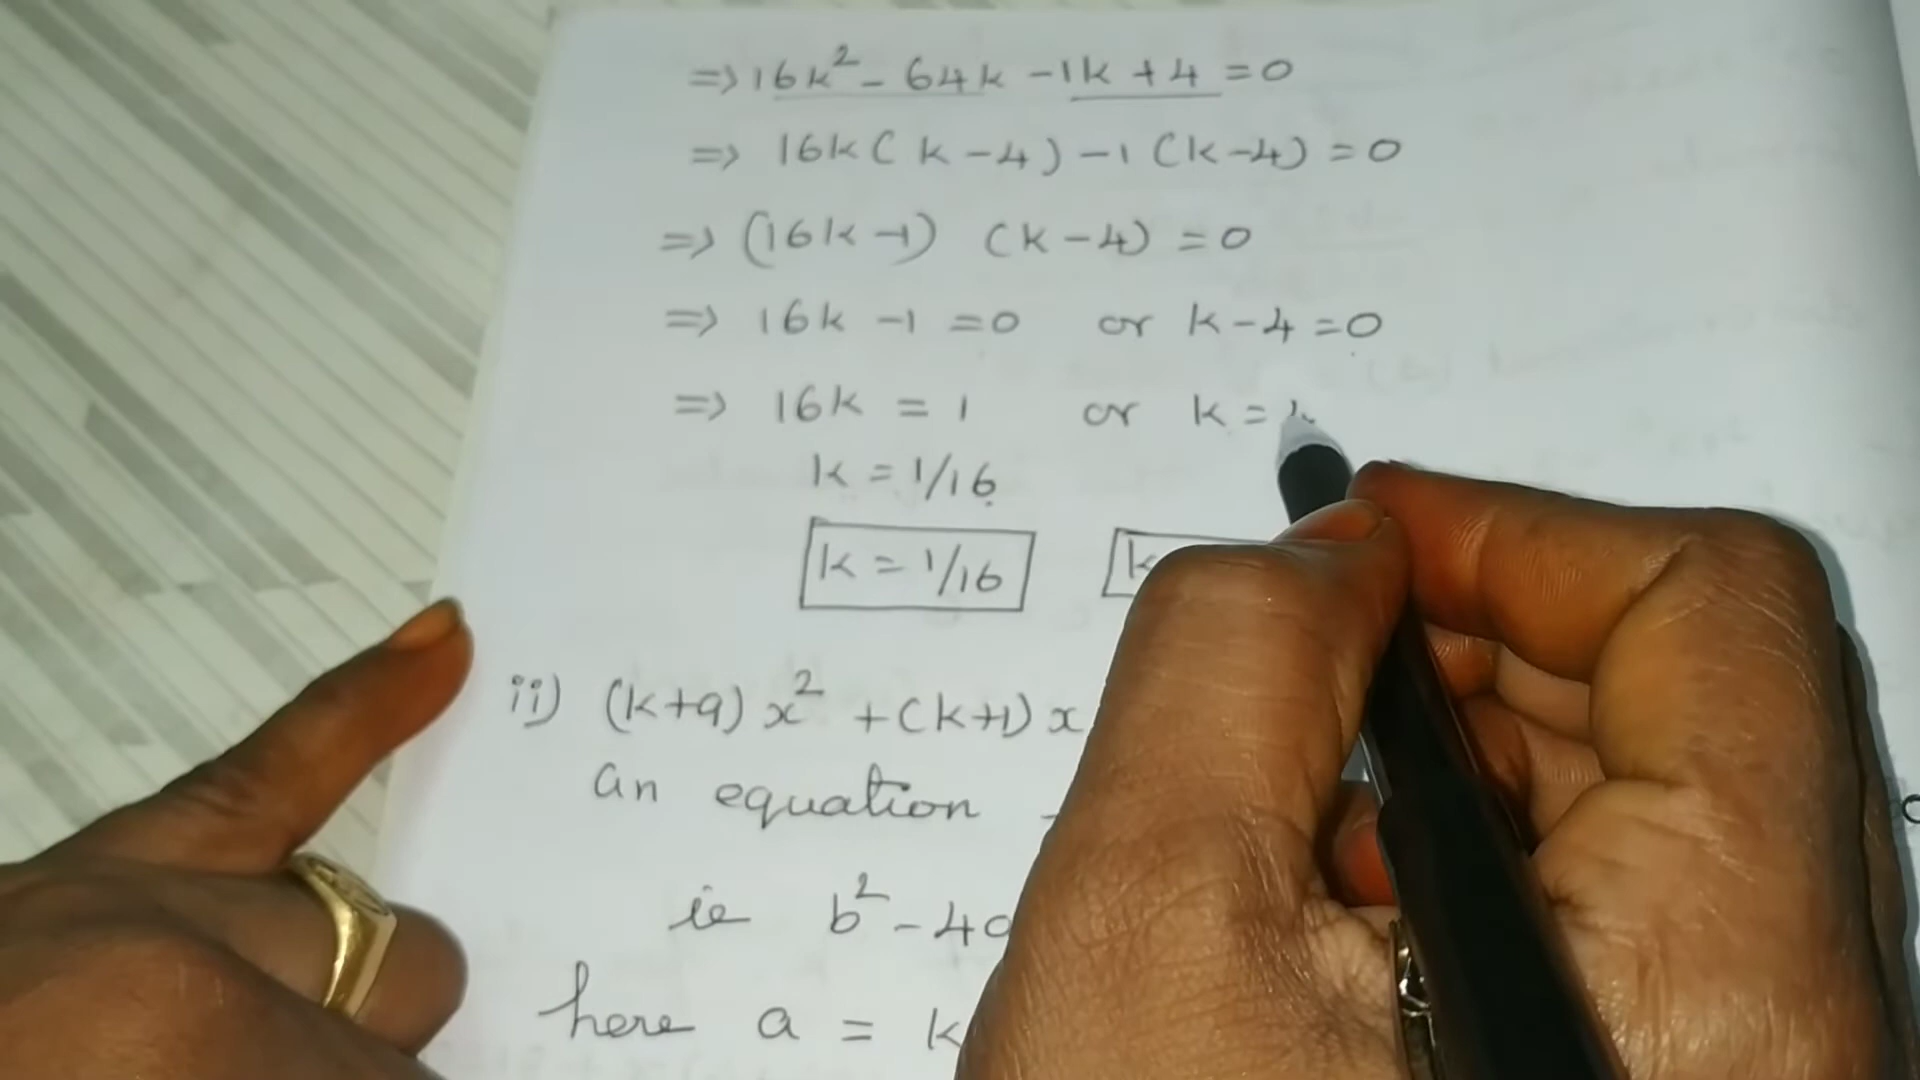 => 16k² - 64k - 1k + 4 = 0
=> 16k ( k - 4 ) - 1 ( k - 4 ) = 0
=> (16k - 1) (k - 4) = 0
=> 16k - 1 = 0 or k - 4 = 0
=> 16k = 1 or k = 4
k = 1/16
k = 1/16 k
ii) (k+9) x² + (k+1) x
an equation
ie b² - 4a
here a = k